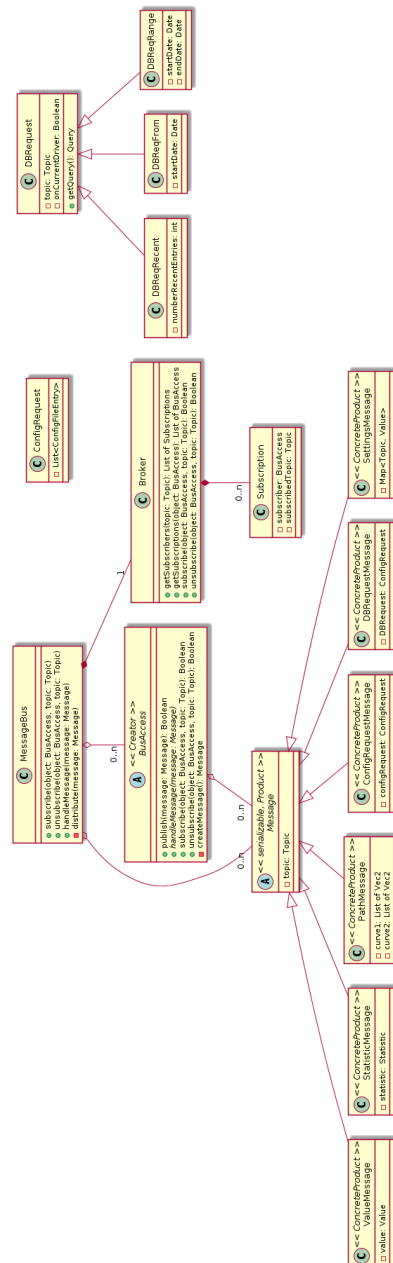 C MessageBus
subscribe(object: BusAccess, topic: Topic)
unsubscribe(object: BusAccess, topic: Topic)
handleMessage(message: Message)
distribute(message: Message)
C ConfigRequest
List<ConfigFileEntry>
C DBRequest
topic: Topic
onCurrentDriver: Boolean
getQuery(): Query
1
0..n
0..n
A << Creator >>
BusAccess
publish(message: Message): Boolean
handleMessage(message: Message)
subscribe(object: BusAccess, topic: Topic): Boolean
unsubscribe(object: BusAccess, topic: Topic): Boolean
createMessage(): Message
C Broker
getSubscribers(topic: Topic): List of Subscriptions
getSubscriptions(object: BusAccess): List of BusAccess
subscribe(object: BusAccess, topic: Topic): Boolean
unsubscribe(object: BusAccess, topic: Topic): Boolean
C DBReqRecent
numberRecentEntries: int
C DBReqFrom
startDate: Date
C DBReqRange
startDate: Date
endDate: Date
0..n
0..n
A << serializable, Product >>
Message
topic: Topic
C Subscription
subscriber: BusAccess
subscribedTopic: Topic
C << ConcreteProduct >>
ValueMessage
value: Value
C << ConcreteProduct >>
StatisticMessage
statistic: Statistic
C << ConcreteProduct >>
PathMessage
curve1: List of Vec2
curve2: List of Vec2
C << ConcreteProduct >>
ConfigRequestMessage
configRequest: ConfigRequest
C << ConcreteProduct >>
DBRequestMessage
DBRequest: ConfigRequest
C << ConcreteProduct >>
SettingsMessage
Map<Topic, Value>